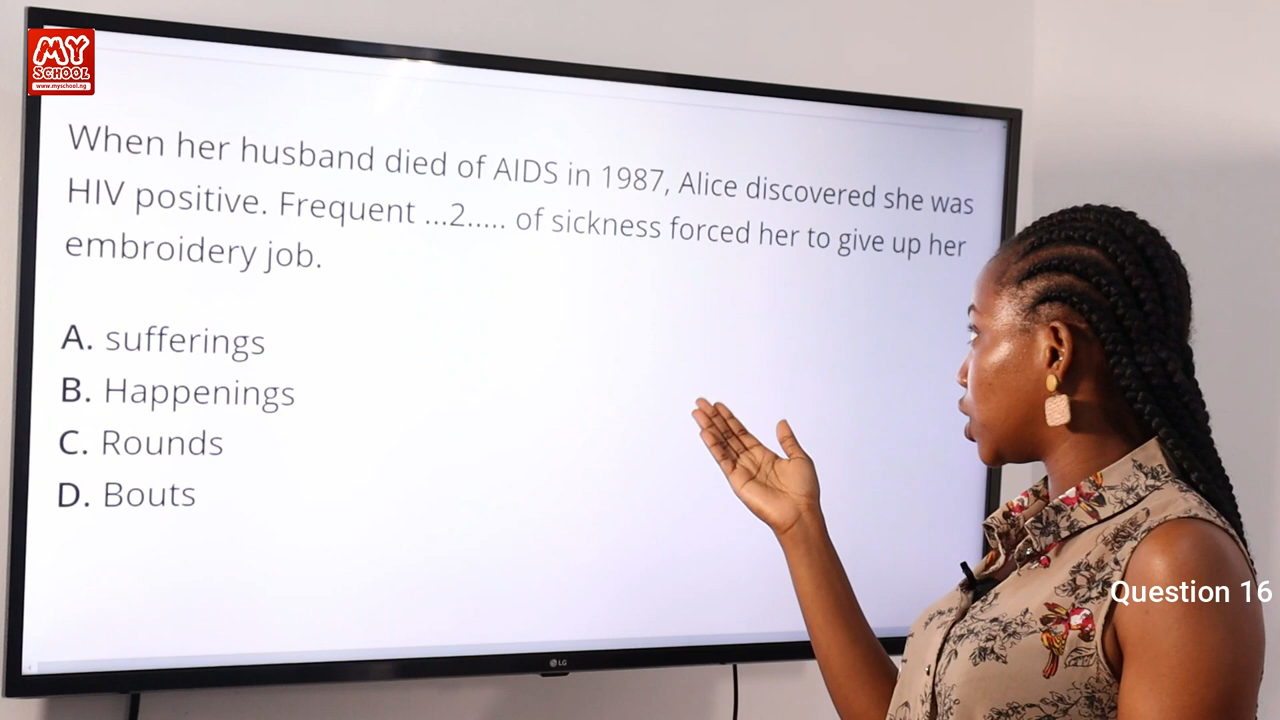 MY
SCHOOL
www.myschool.ng
When her husband died of AIDS in 1987, Alice discovered she was
HIV positive. Frequent ...2..... of sickness forced her to give up her
embroidery job.
A. sufferings
B. Happenings
C. Rounds
D. Bouts
LG
Question 16